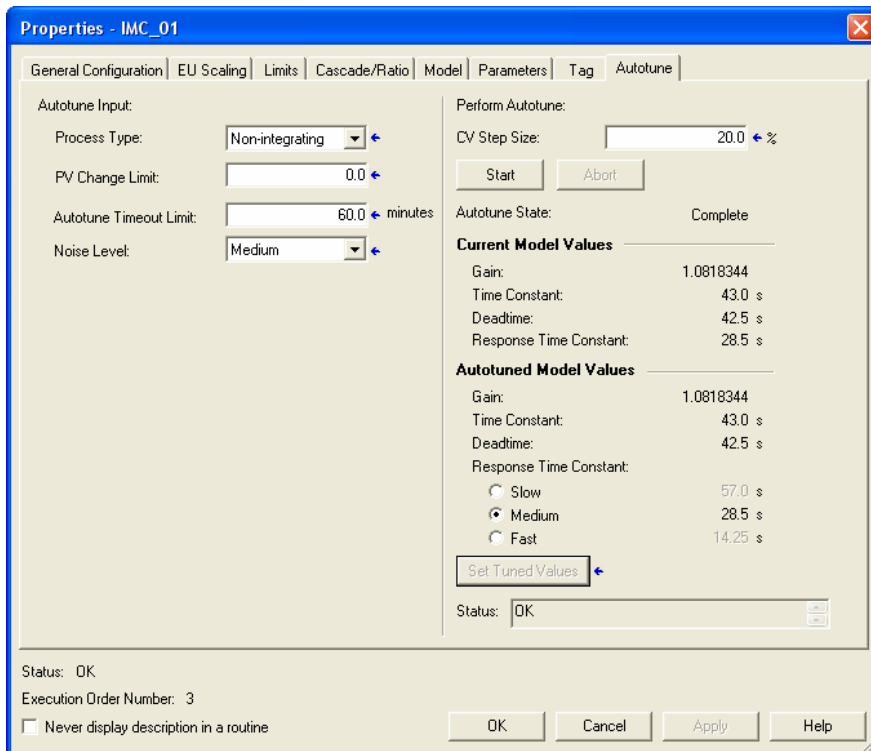 Properties - IMC_01
General Configuration EU Scaling Limits Cascade/Ratio Model Parameters Tag Autotune
Autotune Input:
Process Type: Non-integrating
PV Change Limit: 0.0
Autotune Timeout Limit: 60.0 minutes
Noise Level: Medium
Perform Autotune:
CV Step Size: 20.0 %
Start Abort
Autotune State: Complete
Current Model Values
Gain: 1.0818344
Time Constant: 43.0 s
Deadtime: 42.5 s
Response Time Constant: 28.5 s
Autotuned Model Values
Gain: 1.0818344
Time Constant: 43.0 s
Deadtime: 42.5 s
Response Time Constant:
Slow 57.0 s
Medium 28.5 s
Fast 14.25 s
Set Tuned Values
Status: OK
Status: OK
Execution Order Number: 3
Never display description in a routine
OK Cancel Apply Help